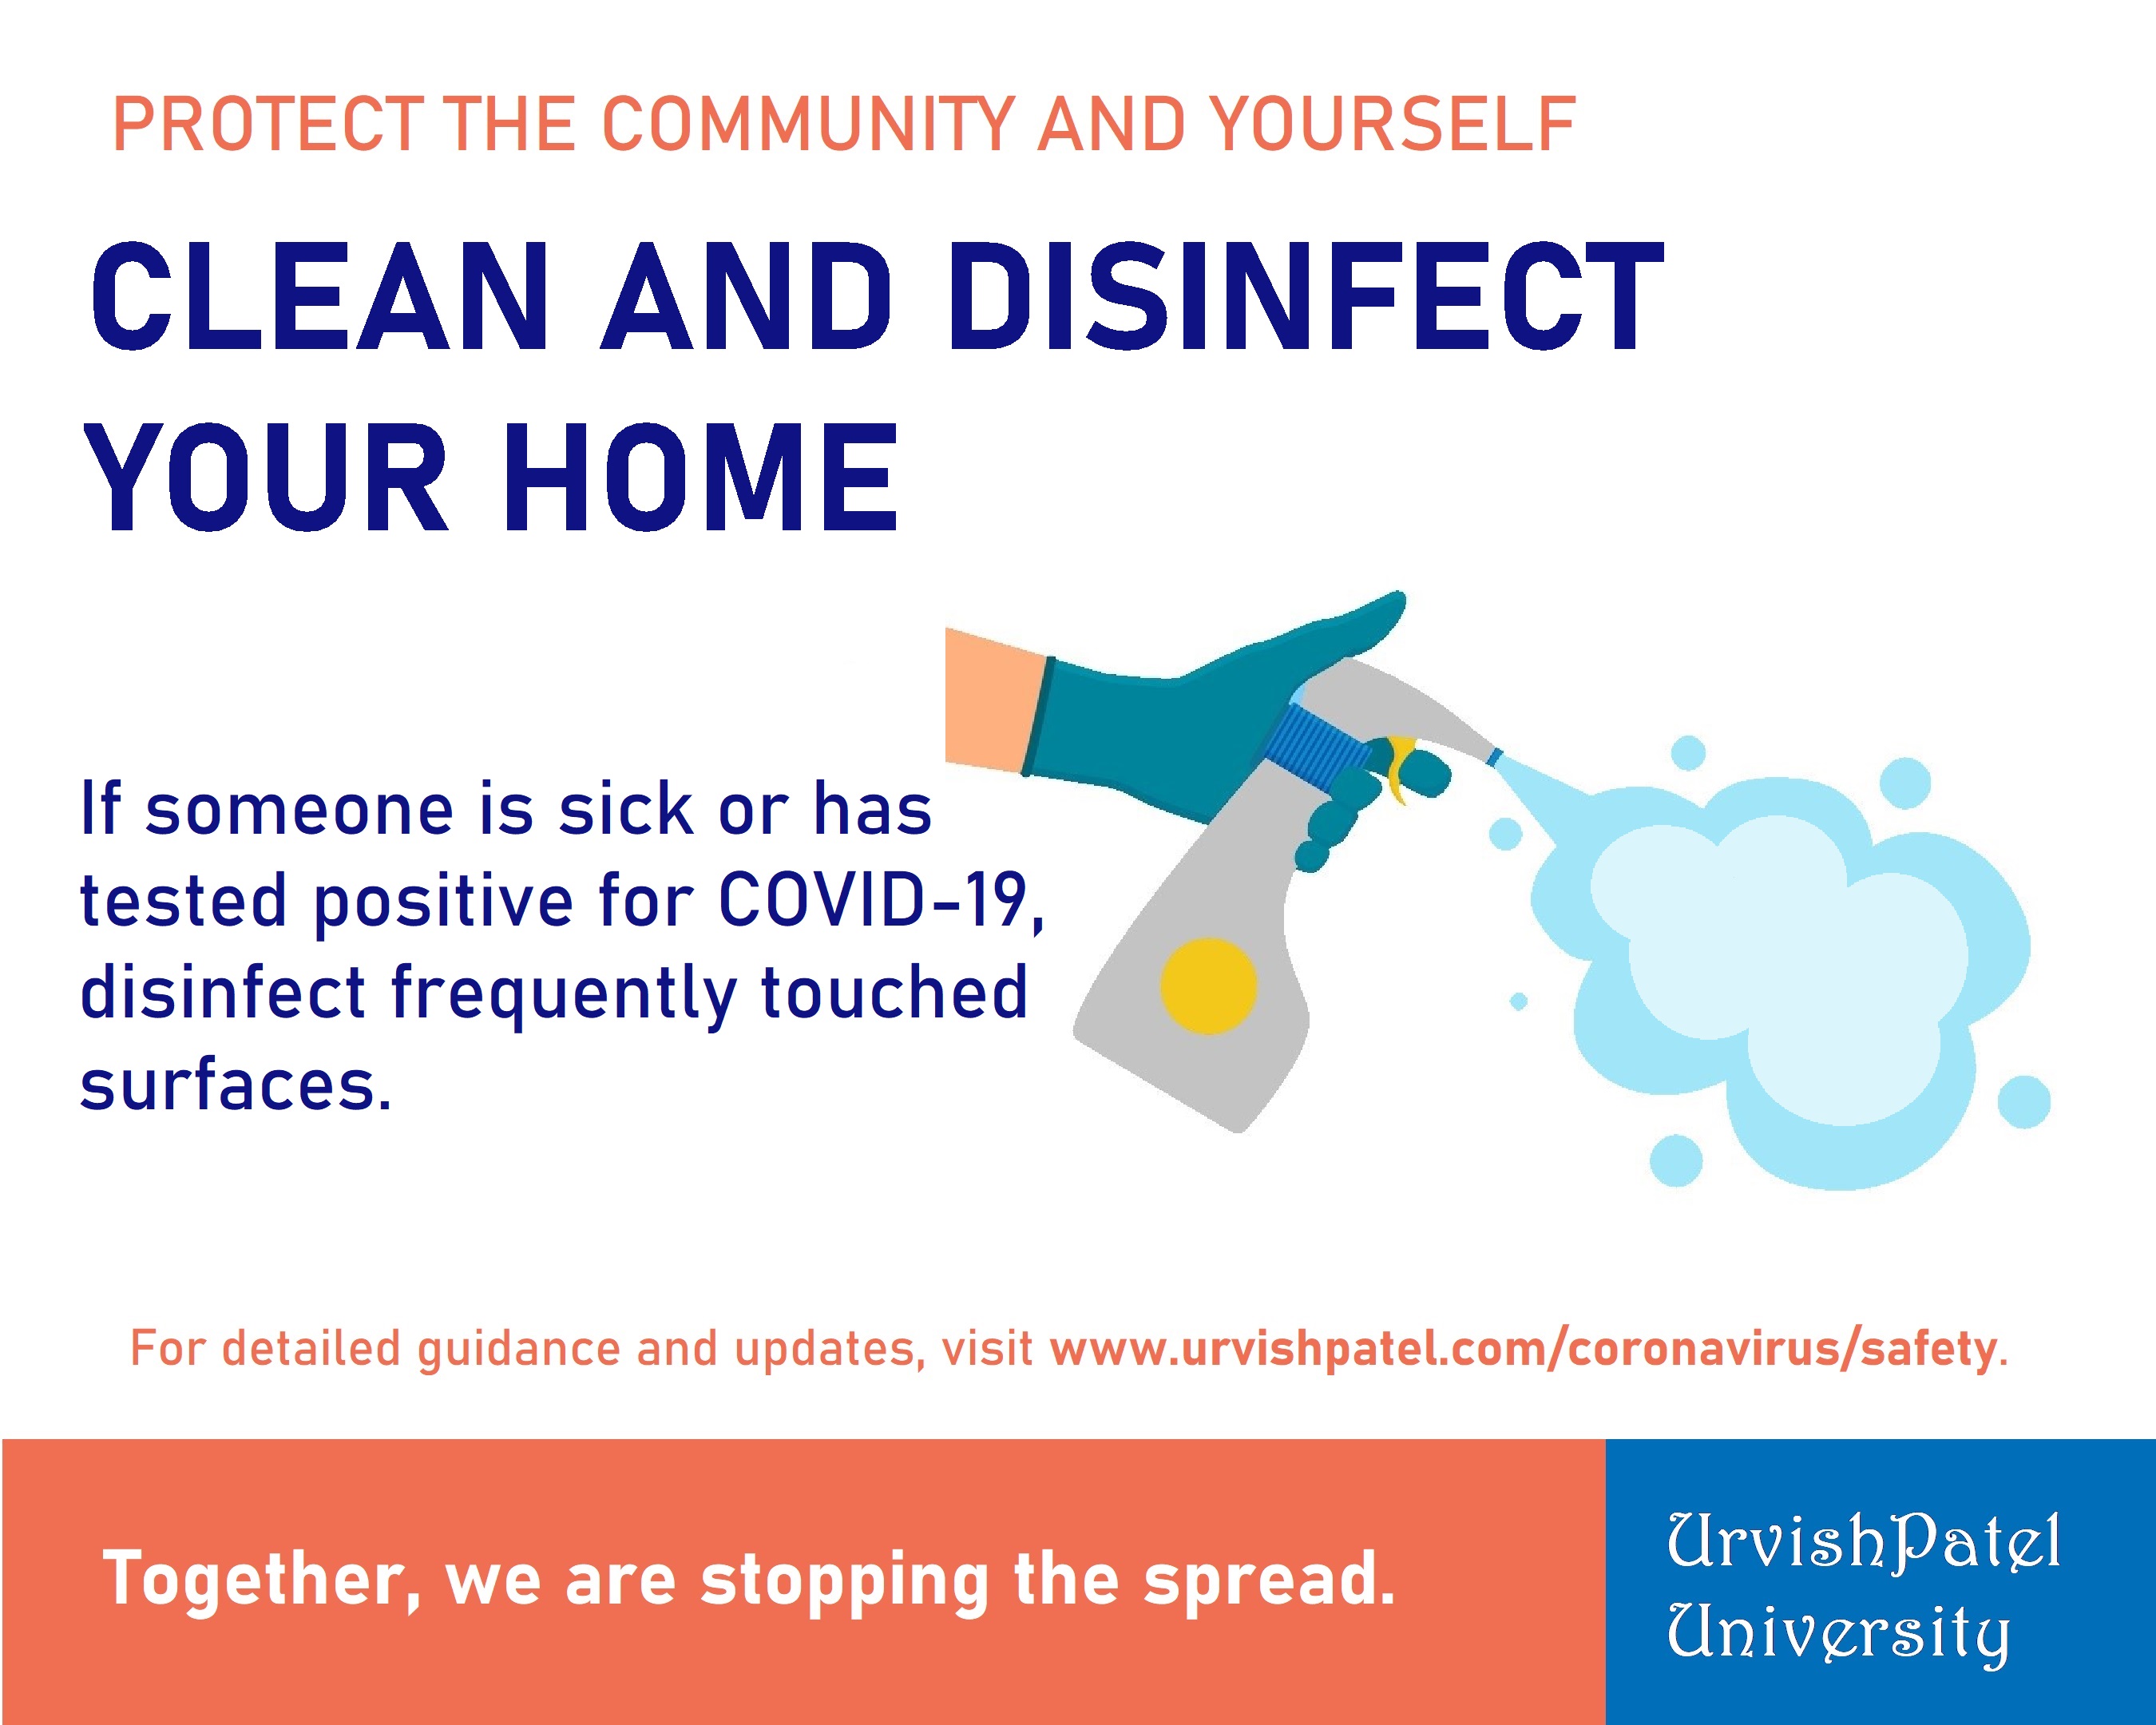 PROTECT THE COMMUNITY AND YOURSELF
CLEAN AND DISINFECT
YOUR HOME
If someone is sick or has
tested positive for COVID-19,
disinfect frequently touched
surfaces.
For detailed guidance and updates, visit www.urvishpatel.com/coronavirus/safety.
Together, we are stopping the spread.
UrvishPatel
University